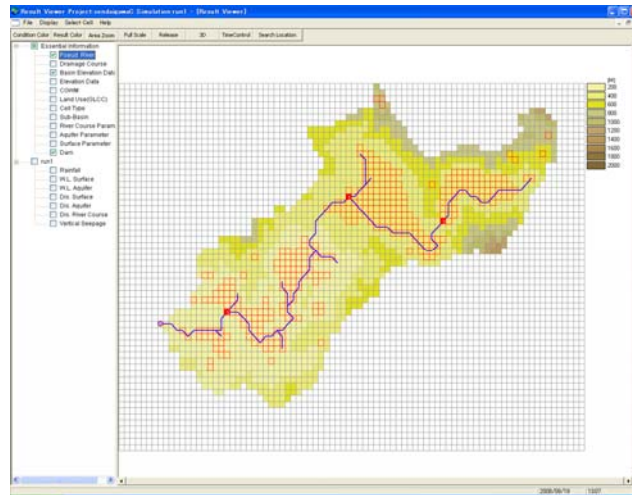 Result Viewer Project:sendaigawa0 Simulation:run1 - [Result Viewer]
File Display Select Cell Help
Condition Color Result Color Area Zoom Full Scale Release 3D TimeControl Search Location
Essential Information
Pseud. River
Drainage Course
Basin Elevation Data
Elevation Data
COHM
Land Use(GLCC)
Cell Type
Sub-Basin
River Course Param
Aquifer Parameter
Surface Parameter
Dam
run1
Rainfall
W.L. Surface
W.L. Aquifer
Dis. Surface
Dis. Aquifer
Dis. River Course
Vertical Seepage
[M]
200
400
600
800
1000
1200
1400
1600
1800
2000
2008/09/19 13:07